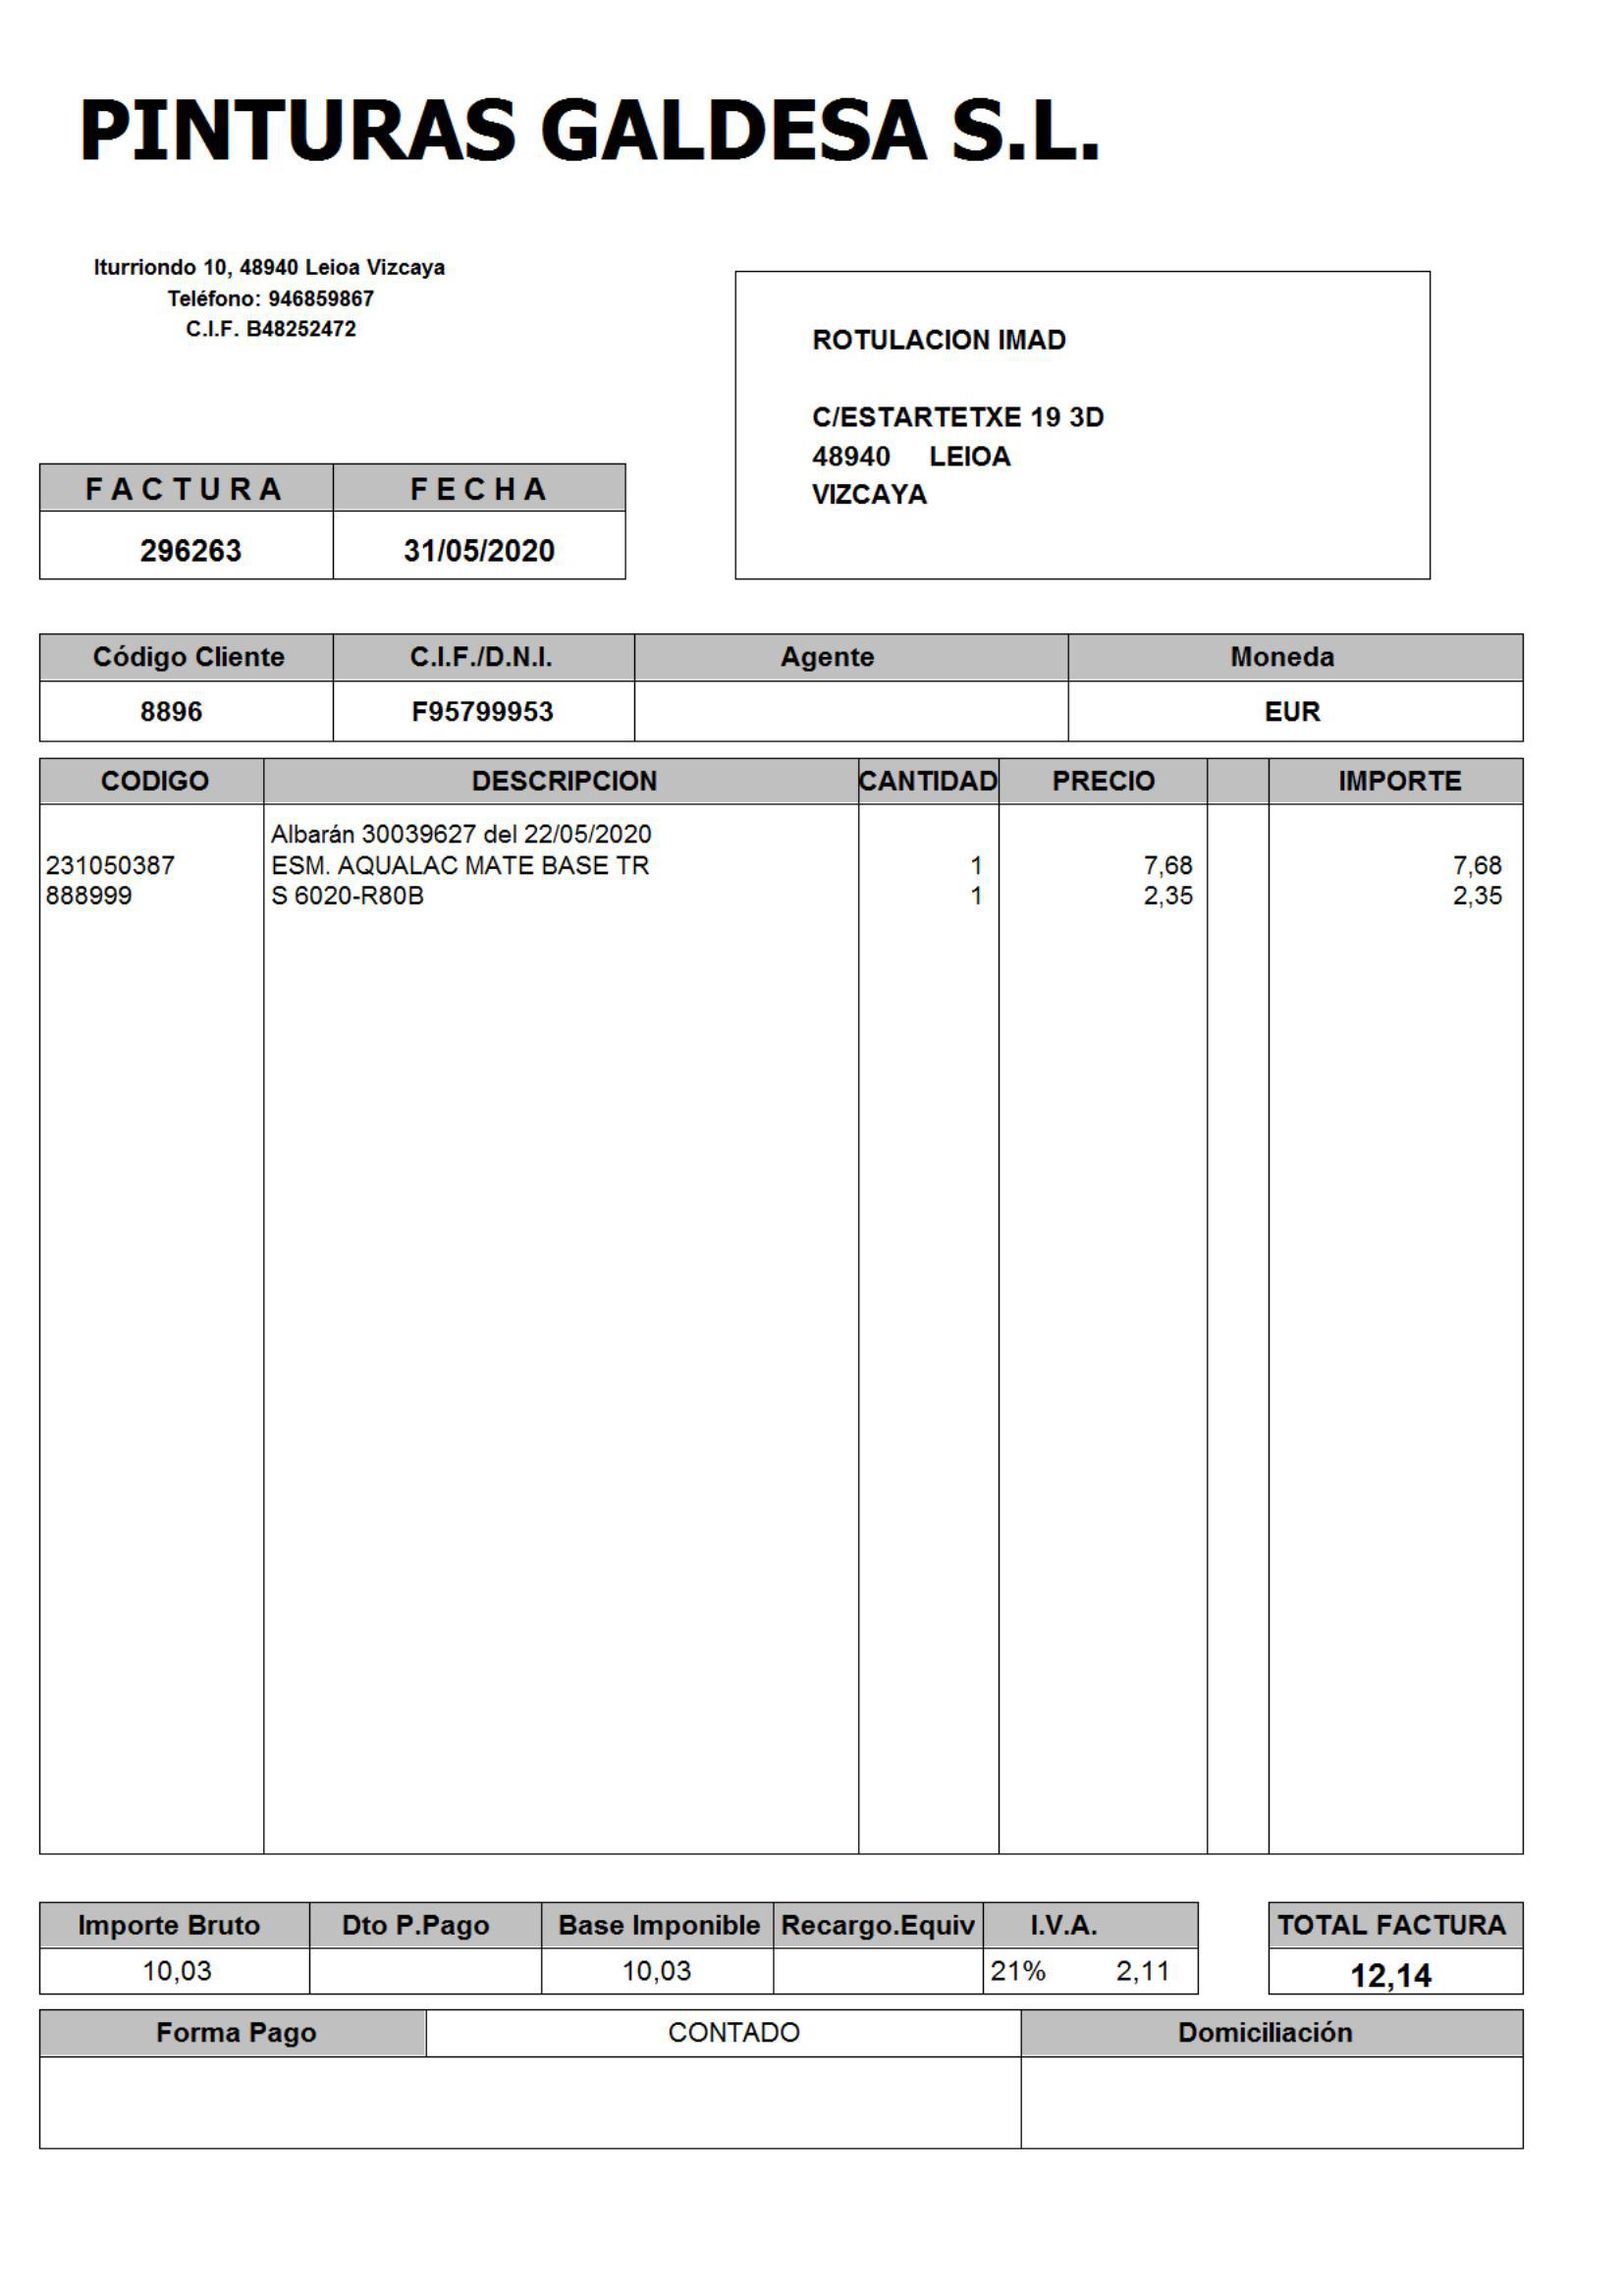 PINTURAS GALDESA S.L.
Iturriondo 10, 48940 Leioa Vizcaya
Teléfono: 946859867
C.I.F. B48252472
ROTULACION IMAD
C/ESTARTETXE 19 3D
48940 LEIOA
VIZCAYA
FACTURA FECHA
296263 31/05/2020
Código Cliente C.I.F./D.N.I. Agente Moneda
8896 F95799953 EUR
CODIGO DESCRIPCION CANTIDAD PRECIO IMPORTE
Albarán 30039627 del 22/05/2020
231050387 ESM. AQUALAC MATE BASE TR 1 7,68 7,68
888999 S 6020-R80B 1 2,35 2,35
Importe Bruto Dto P.Pago Base Imponible Recargo.Equiv I.V.A. TOTAL FACTURA
10,03 10,03 21% 2,11 12,14
Forma Pago CONTADO Domiciliación